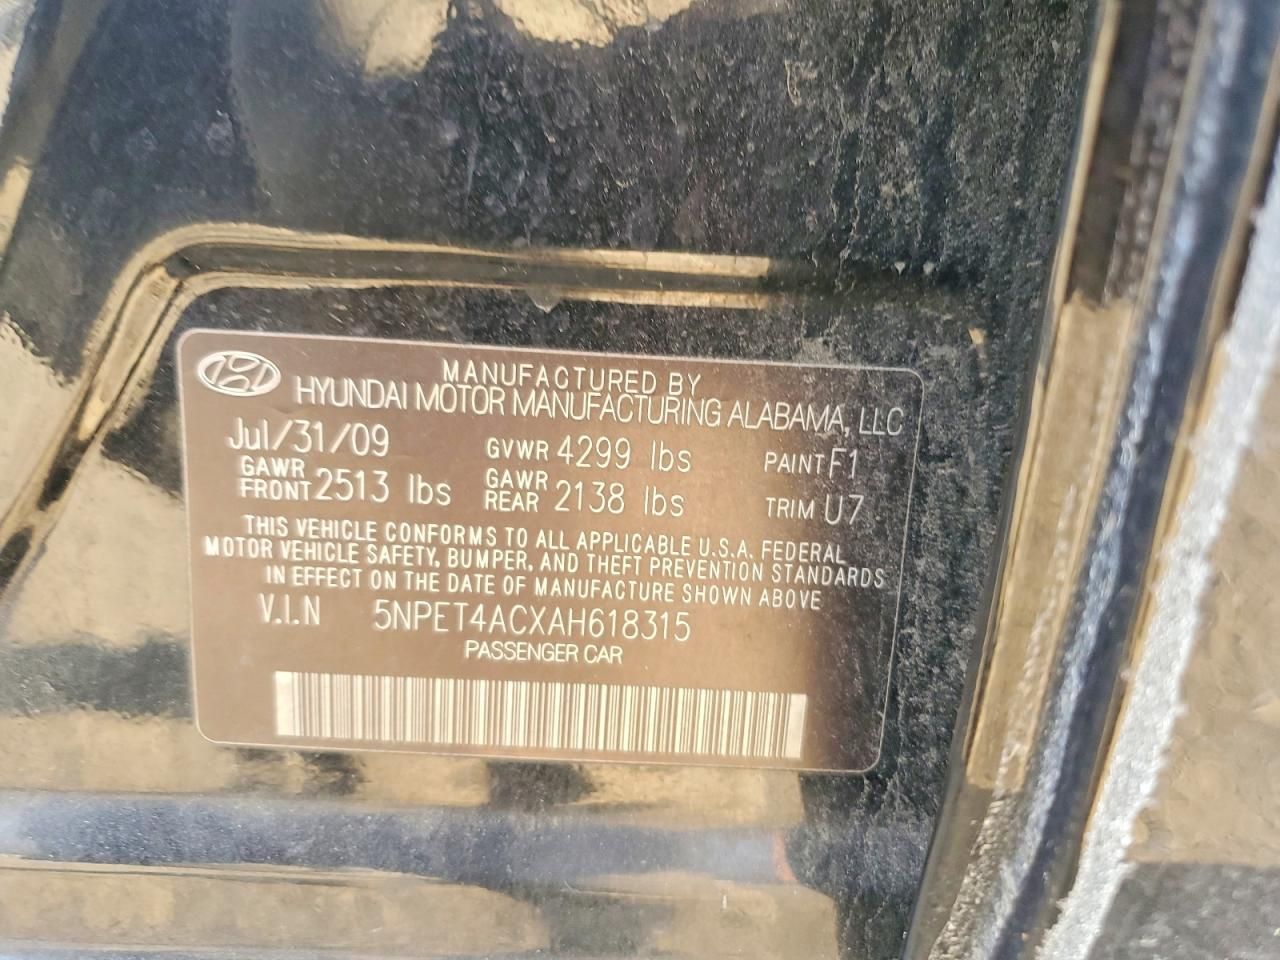 MANUFACTURED BY
HYUNDAI MOTOR MANUFACTURING ALABAMA, LLC
Jul/31/09 GVWR 4299 lbs PAINT F1
GAWR FRONT 2513 lbs GAWR REAR 2138 lbs TRIM U7
THIS VEHICLE CONFORMS TO ALL APPLICABLE U.S.A. FEDERAL
MOTOR VEHICLE SAFETY, BUMPER, AND THEFT PREVENTION STANDARDS
IN EFFECT ON THE DATE OF MANUFACTURE SHOWN ABOVE
V.I.N 5NPET4ACXAH618315
PASSENGER CAR